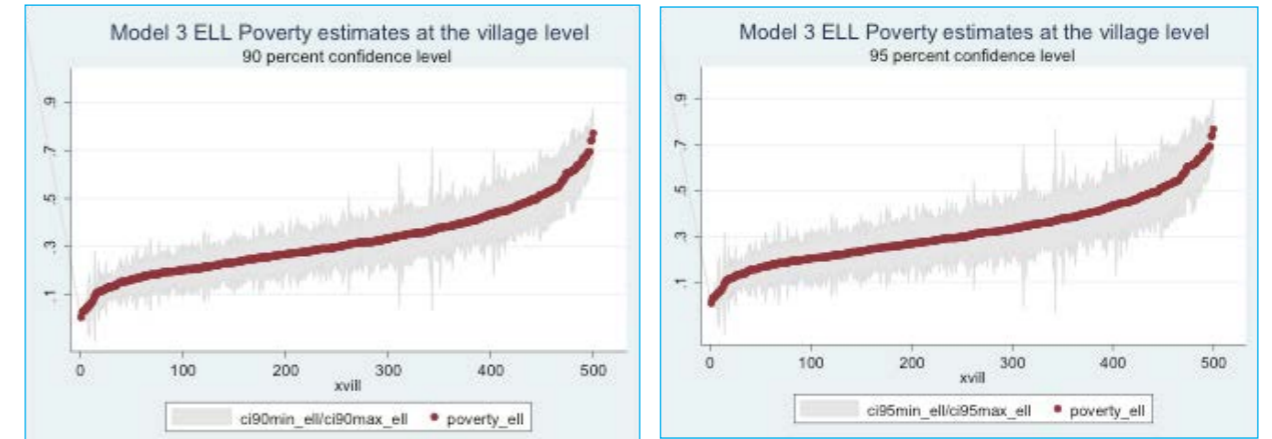 Model 3 ELL Poverty estimates at the village level
90 percent confidence level
.9
.7
.5
.3
.1
0 100 200 300 400 500
xvill
ci90min_ell/ci90max_ell poverty_ell
Model 3 ELL Poverty estimates at the village level
95 percent confidence level
.9
.7
.5
.3
.1
0 100 200 300 400 500
xvill
ci95min_ell/ci95max_ell poverty_ell